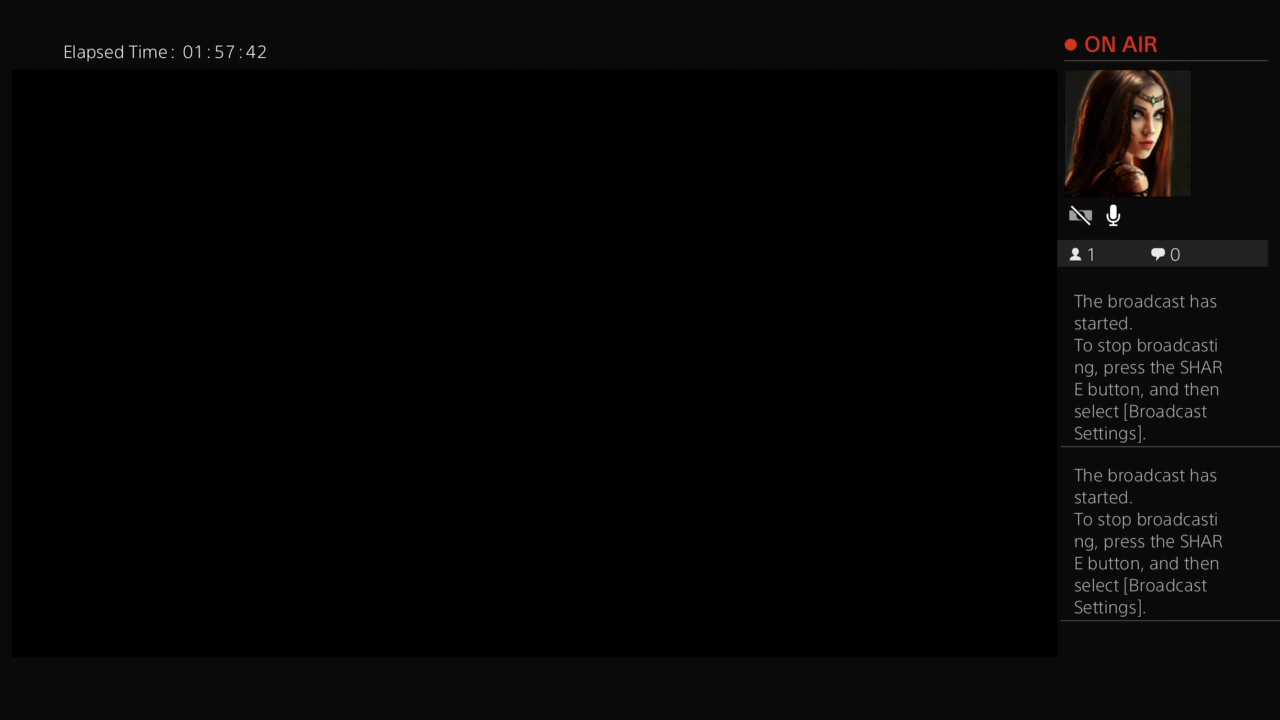 Elapsed Time: 01:57:42
ON AIR
1 0
The broadcast has
started.
To stop broadcasti
ng, press the SHAR
E button, and then
select [Broadcast
Settings].
The broadcast has
started.
To stop broadcasti
ng, press the SHAR
E button, and then
select [Broadcast
Settings].